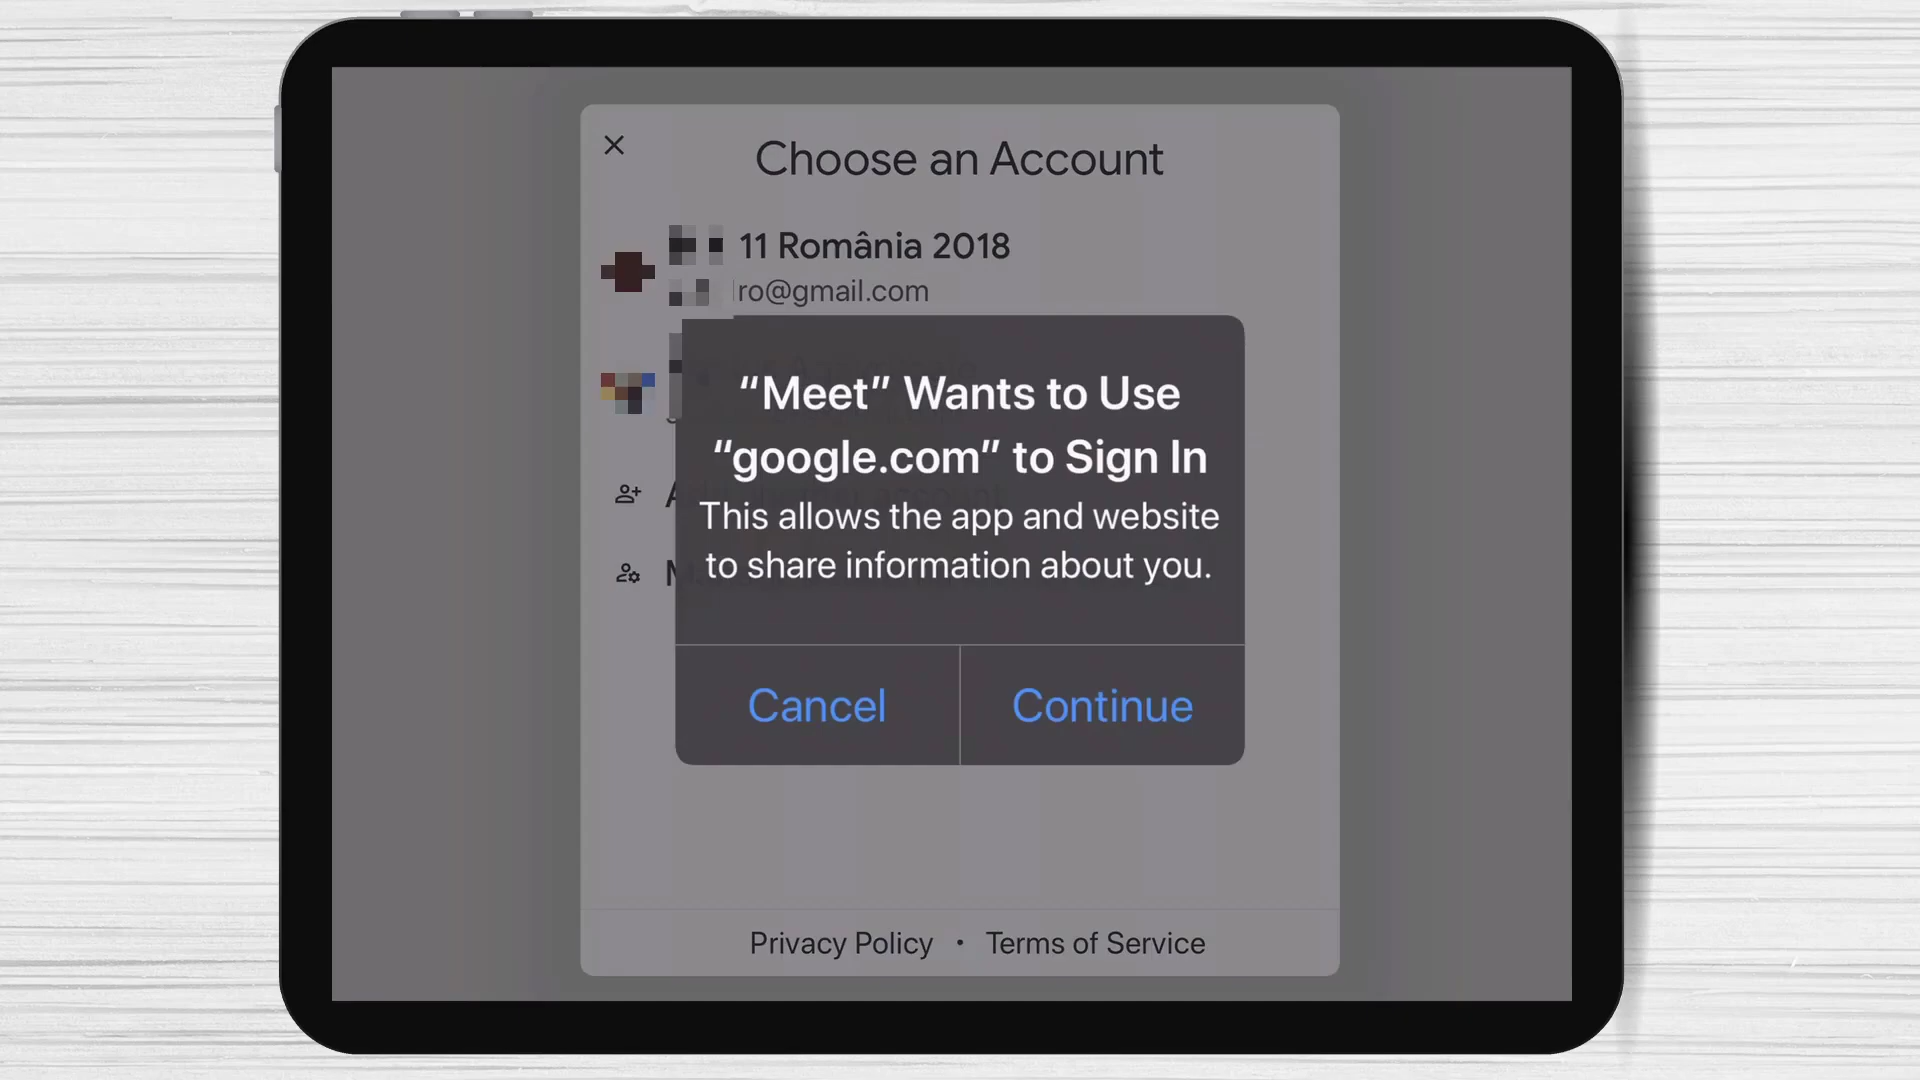 Choose an Account
11 România 2018
ro@gmail.com
“Meet” Wants to Use
“google.com” to Sign In
This allows the app and website
to share information about you.
Cancel
Continue
Privacy Policy • Terms of Service